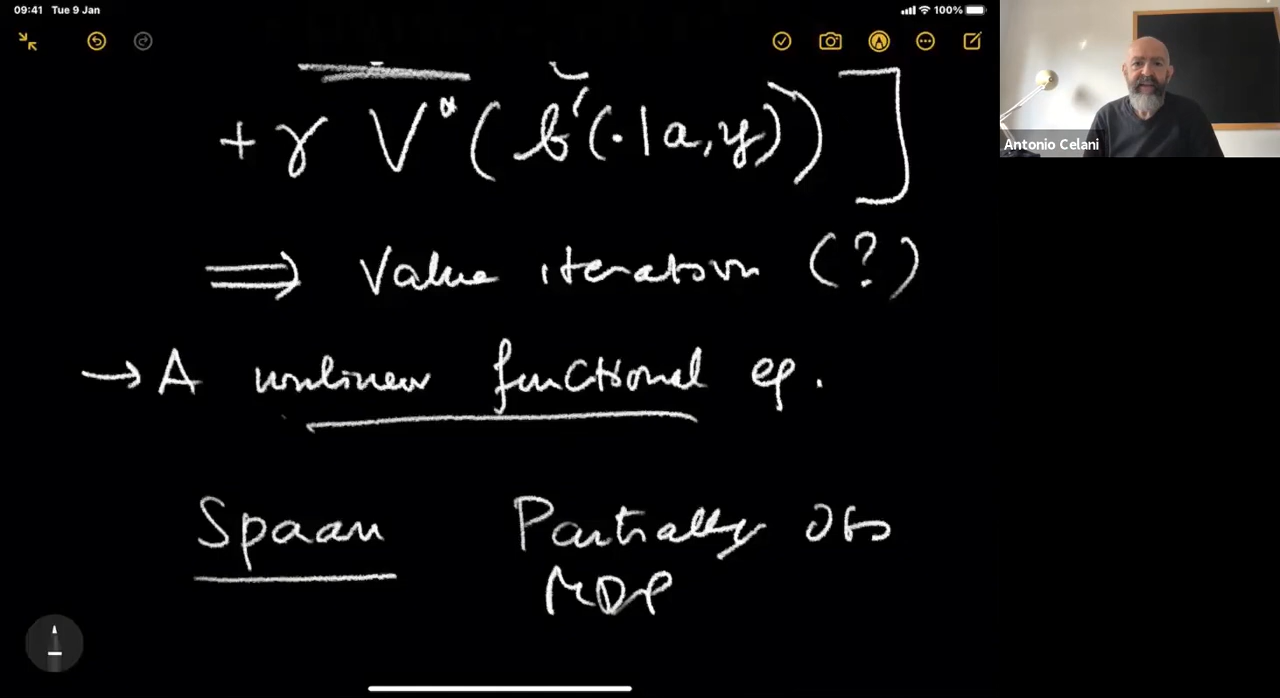 09:41 Tue 9 Jan 100%
Antonio Celani
+ γ V* ( b'(·|a,y) ) ]
⟹ Value iteration (?)
→ A nonlinear functional eq.
Spaan Partially Obs
MDP